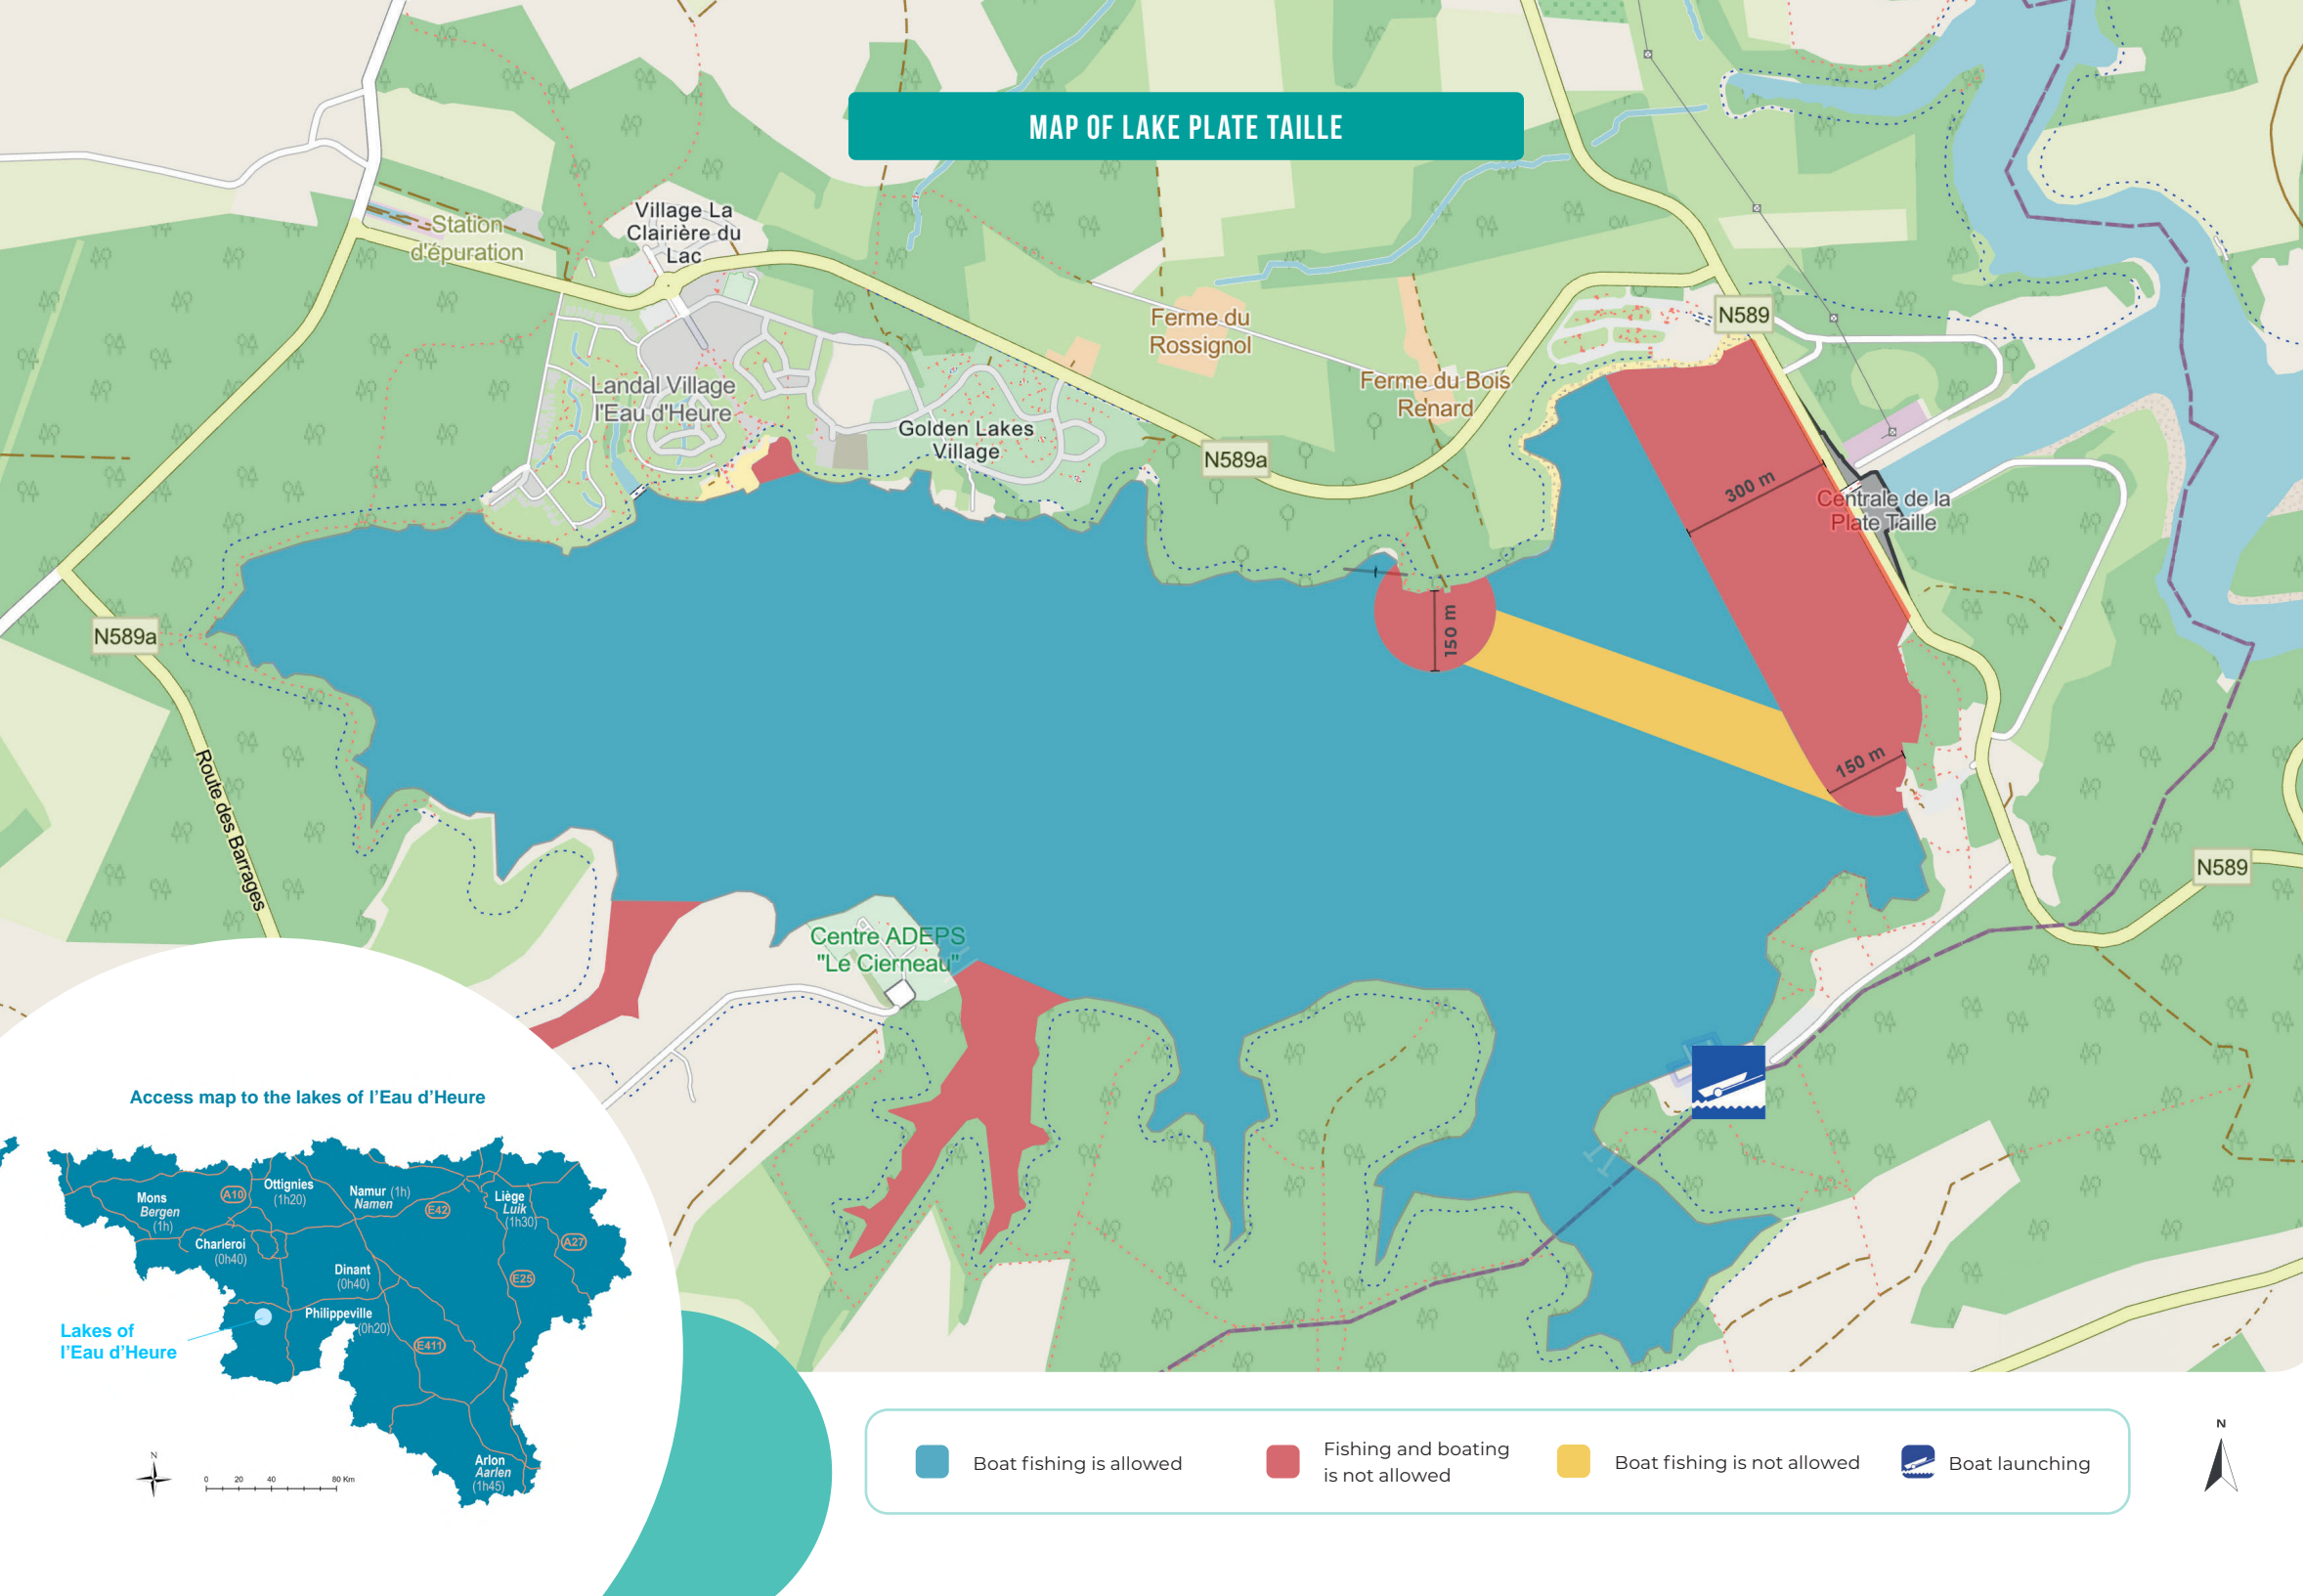 MAP OF LAKE PLATE TAILLE
Station
d'épuration
Village La
Clairière du
Lac
Landal Village
l'Eau d'Heure
Golden Lakes
Village
Ferme du
Rossignol
Ferme du Bois
Renard
N589
N589a
N589a
300 m
Centrale de la
Plate Taille
150 m
150 m
Route des Barrages
N589
Centre ADEPS
"Le Cierneau"
Access map to the lakes of l'Eau d'Heure
Mons
Bergen
(1h)
A10
Ottignies
(1h20)
Namur (1h)
Namen
E42
Liège
Luik
(1h30)
A27
Charleroi
(0h40)
Dinant
(0h40)
E25
Philippeville
(0h20)
E411
Lakes of
l'Eau d'Heure
Arlon
Aarlen
(1h45)
N
0 20 40 80 Km
Boat fishing is allowed
Fishing and boating
is not allowed
Boat fishing is not allowed
Boat launching
N